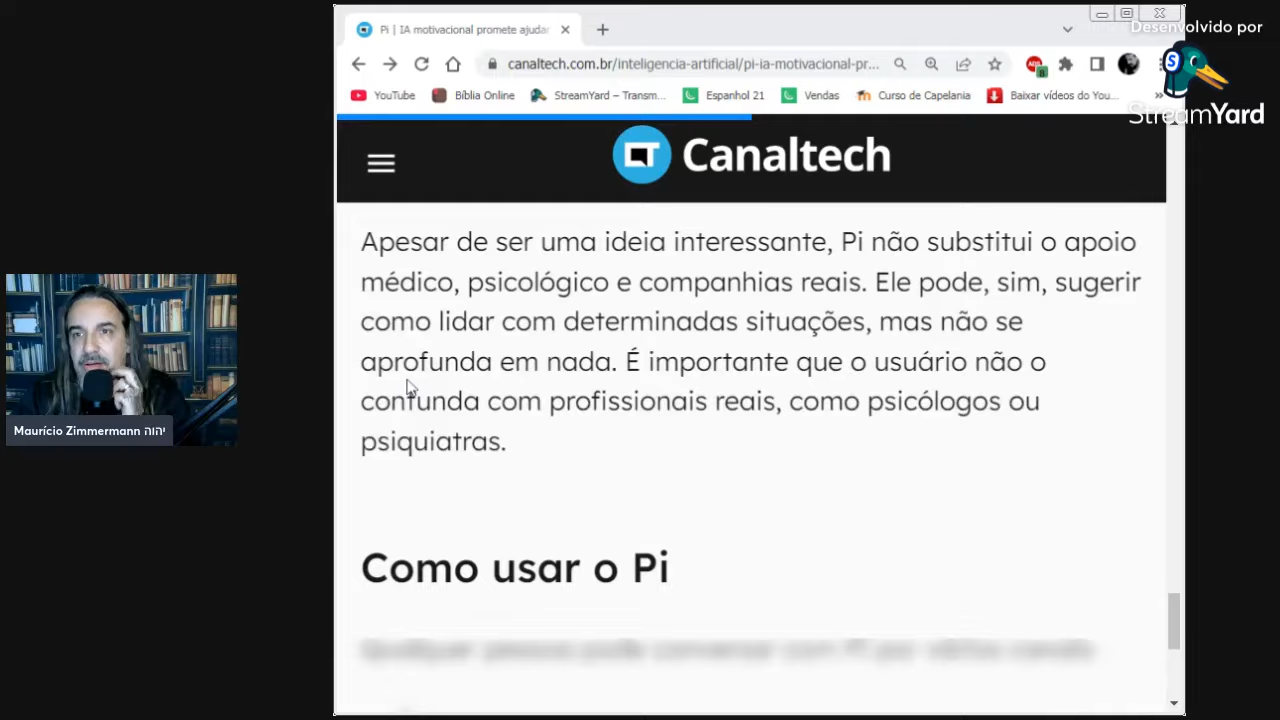 Pi | IA motivacional promete ajudar
Desenvolvido por
canaltech.com.br/inteligencia-artificial/pi-ia-motivacional-pr...
YouTube
Bíblia Online
StreamYard – Transm...
Espanhol 21
Vendas
Curso de Capelania
Baixar vídeos do You...
StreamYard
Canaltech
Apesar de ser uma ideia interessante, Pi não substitui o apoio
médico, psicológico e companhias reais. Ele pode, sim, sugerir
como lidar com determinadas situações, mas não se
aprofunda em nada. É importante que o usuário não o
confunda com profissionais reais, como psicólogos ou
psiquiatras.
Maurício Zimmermann יהוה
Como usar o Pi